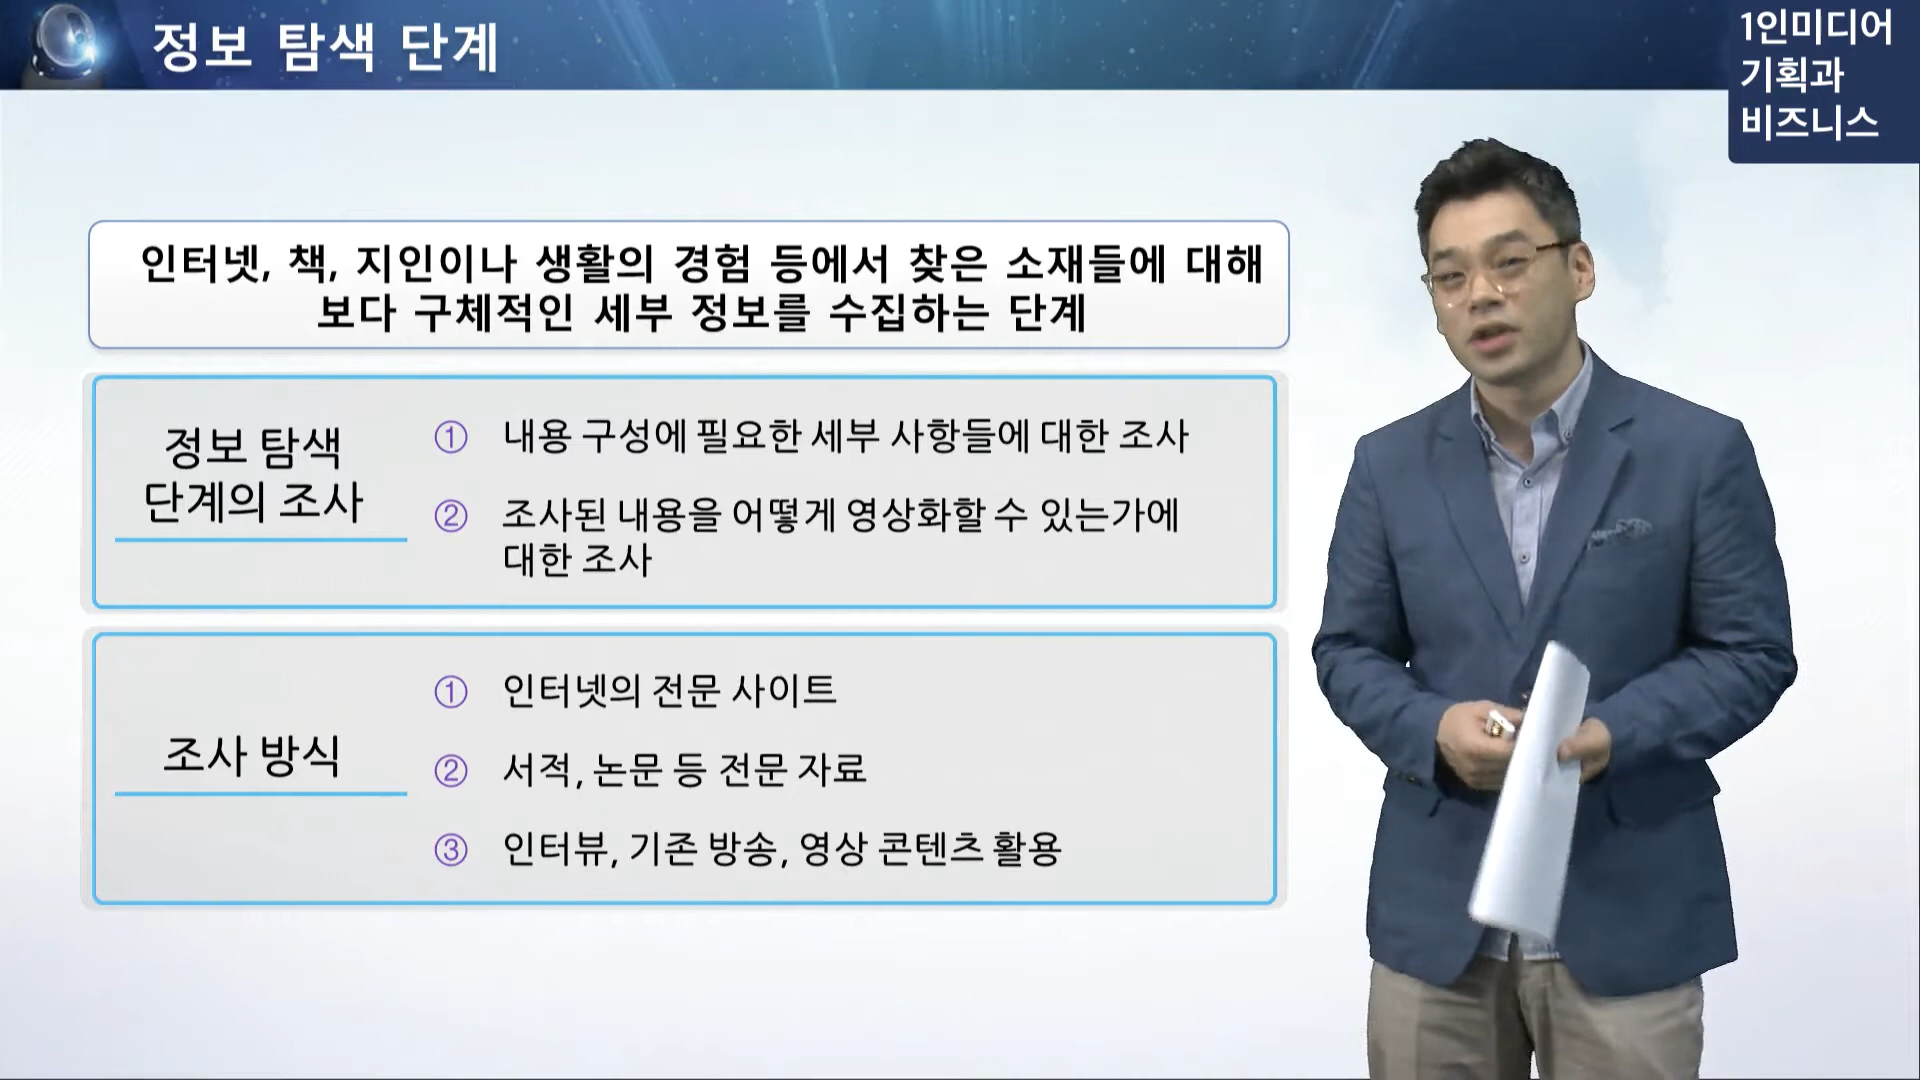 정보 탐색 단계
1인미디어
기획과
비즈니스
인터넷, 책, 지인이나 생활의 경험 등에서 찾은 소재들에 대해
보다 구체적인 세부 정보를 수집하는 단계
정보 탐색
단계의 조사
① 내용 구성에 필요한 세부 사항들에 대한 조사
② 조사된 내용을 어떻게 영상화할 수 있는가에
대한 조사
조사 방식
① 인터넷의 전문 사이트
② 서적, 논문 등 전문 자료
③ 인터뷰, 기존 방송, 영상 콘텐츠 활용